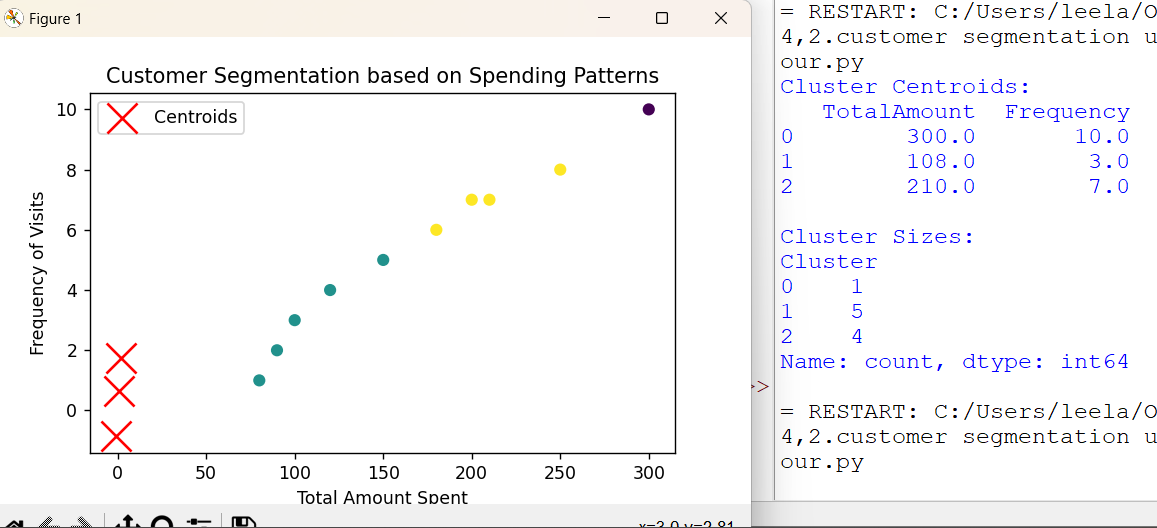 Figure 1
Customer Segmentation based on Spending Patterns
Centroids
10
8
6
4
2
0
Frequency of Visits
0 50 100 150 200 250 300
Total Amount Spent
x=3.0 y=2.81
= RESTART: C:/Users/leela/O
4,2.customer segmentation u
our.py
Cluster Centroids:
TotalAmount Frequency
0 300.0 10.0
1 108.0 3.0
2 210.0 7.0
Cluster Sizes:
Cluster
0 1
1 5
2 4
Name: count, dtype: int64
>>
= RESTART: C:/Users/leela/O
4,2.customer segmentation u
our.py